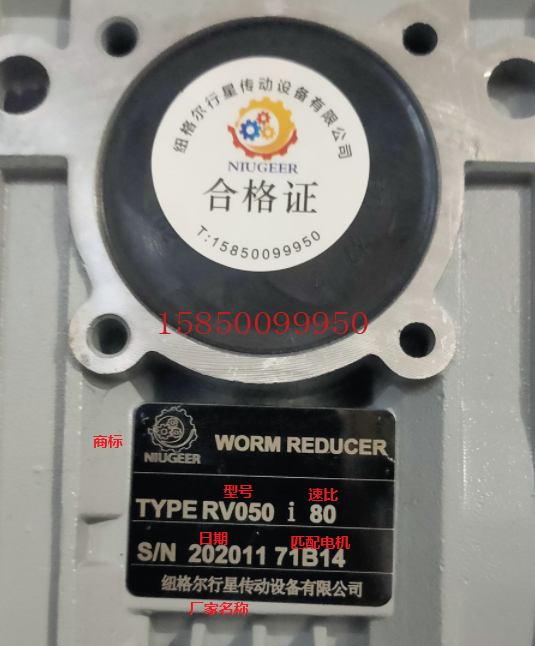 纽格尔行星传动设备有限公司
NIUGEER
合格证
T:15850099950
15850099950
商标
NIUGEER
WORM REDUCER
型号
速比
TYPE RV050 i 80
日期
匹配电机
S/N 202011 71B14
纽格尔行星传动设备有限公司
厂家名称